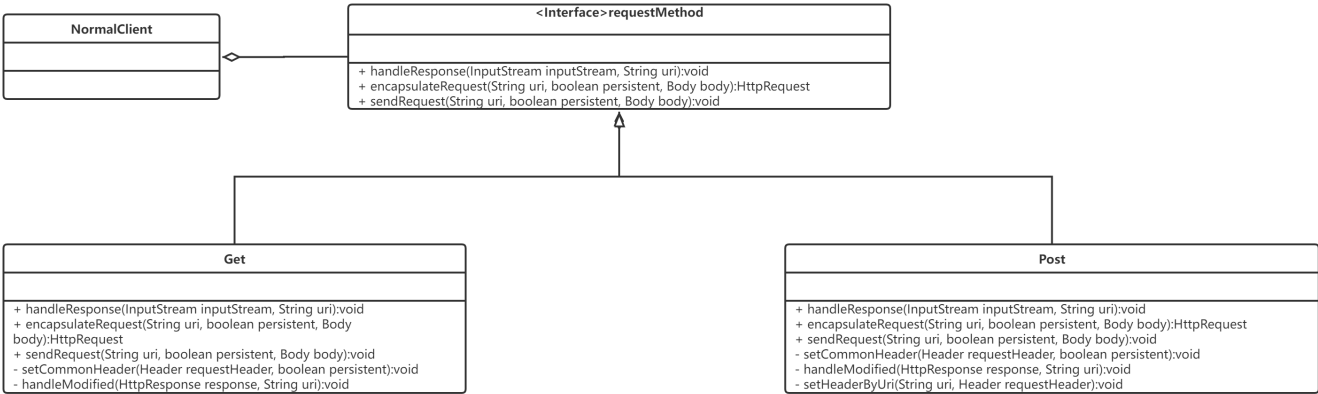 NormalClient
<Interface>requestMethod
+ handleResponse(InputStream inputStream, String uri):void
+ encapsulateRequest(String uri, boolean persistent, Body body):HttpRequest
+ sendRequest(String uri, boolean persistent, Body body):void
Get
+ handleResponse(InputStream inputStream, String uri):void
+ encapsulateRequest(String uri, boolean persistent, Body
body):HttpRequest
+ sendRequest(String uri, boolean persistent, Body body):void
- setCommonHeader(Header requestHeader, boolean persistent):void
- handleModified(HttpResponse response, String uri):void
Post
+ handleResponse(InputStream inputStream, String uri):void
+ encapsulateRequest(String uri, boolean persistent, Body body):HttpRequest
+ sendRequest(String uri, boolean persistent, Body body):void
- setCommonHeader(Header requestHeader, boolean persistent):void
- handleModified(HttpResponse response, String uri):void
- setHeaderByUri(String uri, Header requestHeader):void